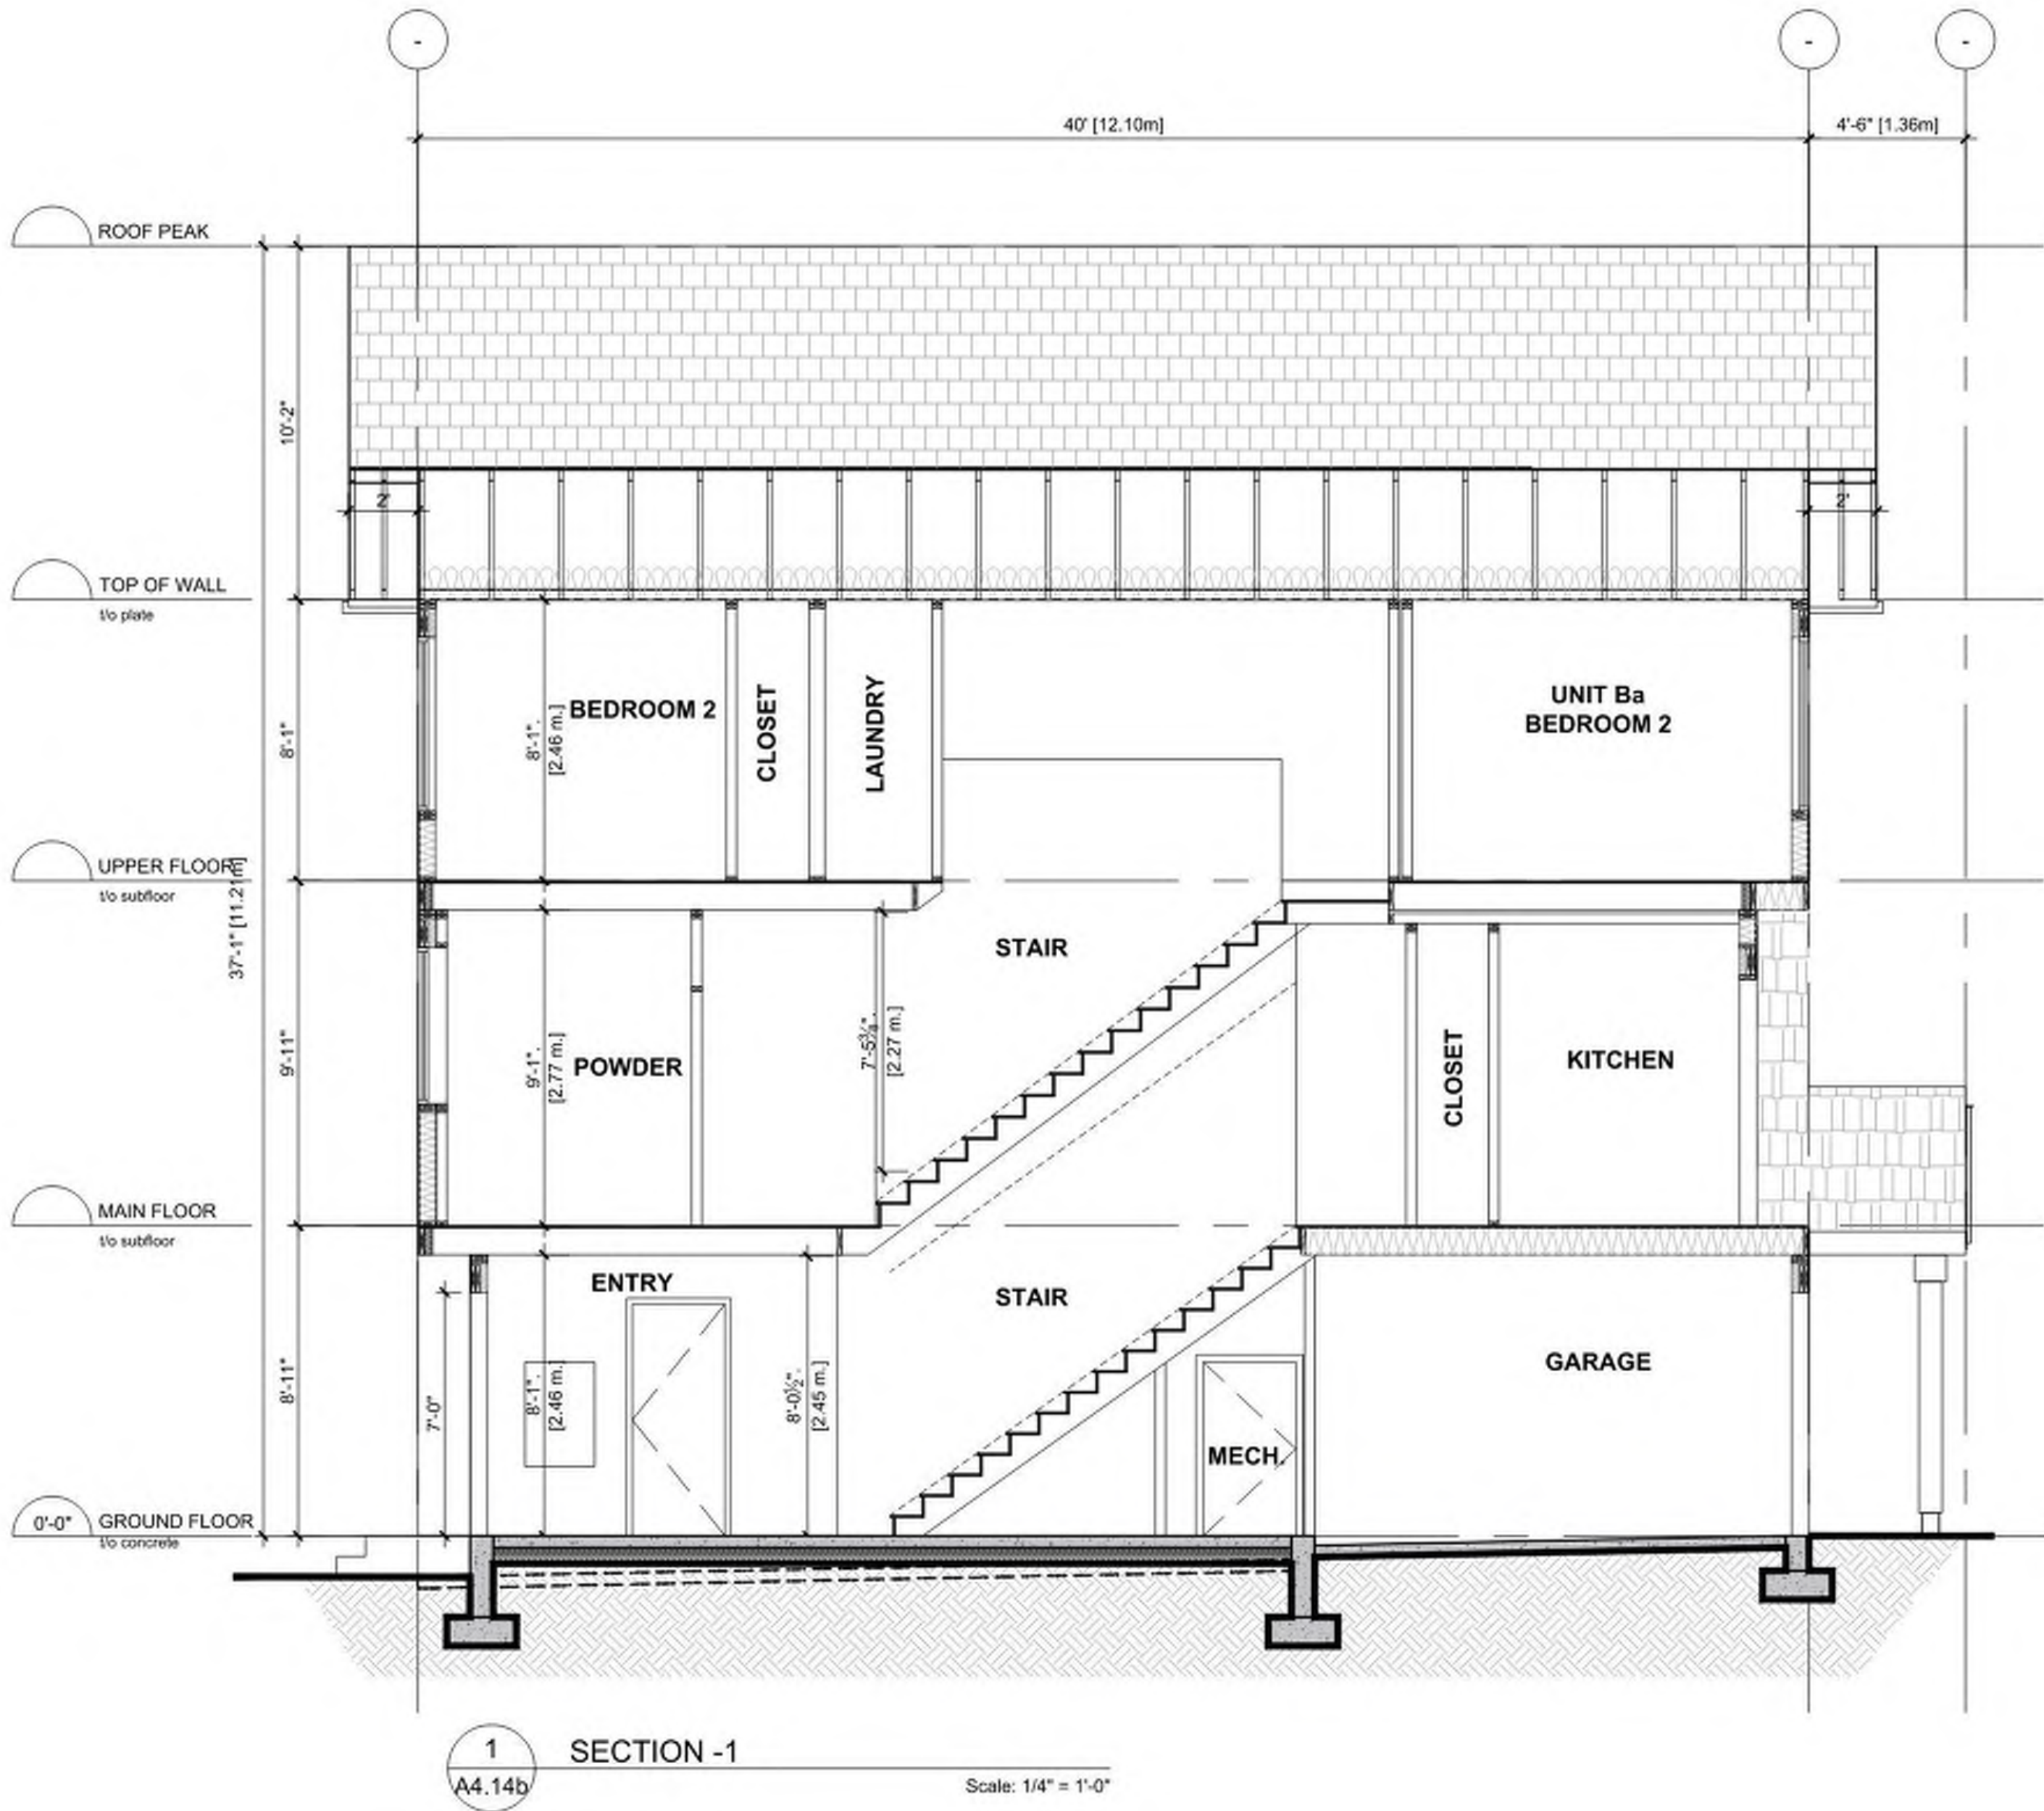 -
-
-
40' [12.10m]
4'-6" [1.36m]
ROOF PEAK
10'-2"
2'
2'
TOP OF WALL
t/o plate
8'-1"
8'-1".
[2.46 m.]
BEDROOM 2
CLOSET
LAUNDRY
UNIT Ba
BEDROOM 2
UPPER FLOOR
t/o subfloor
37'-1" [11.21m]
9'-11"
9'-1".
[2.77 m.]
POWDER
7'-5¾".
[2.27 m.]
STAIR
CLOSET
KITCHEN
MAIN FLOOR
t/o subfloor
8'-11"
7'-0"
ENTRY
8'-1".
[2.46 m.]
8'-0½".
[2.45 m.]
STAIR
MECH.
GARAGE
0'-0"
GROUND FLOOR
t/o concrete
1
A4.14b
SECTION -1
Scale: 1/4" = 1'-0"